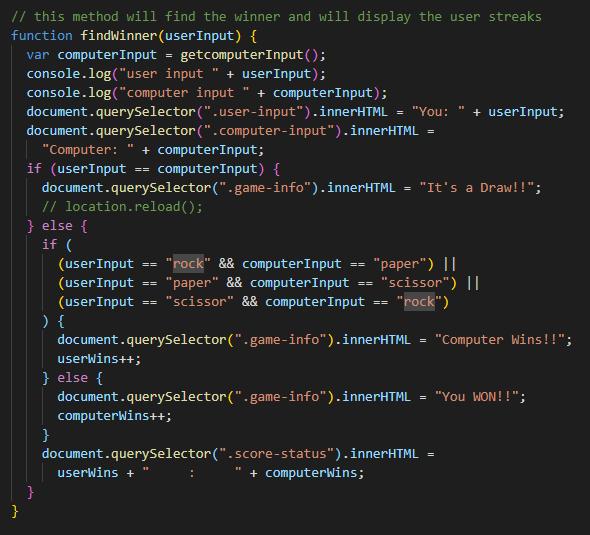 // this method will find the winner and will display the user streaks
function findWinner(userInput) {
  var computerInput = getcomputerInput();
  console.log("user input " + userInput);
  console.log("computer input " + computerInput);
  document.querySelector(".user-input").innerHTML = "You: " + userInput;
  document.querySelector(".computer-input").innerHTML =
    "Computer: " + computerInput;
  if (userInput == computerInput) {
    document.querySelector(".game-info").innerHTML = "It's a Draw!!";
    // location.reload();
  } else {
    if (
      (userInput == "rock" && computerInput == "paper") ||
      (userInput == "paper" && computerInput == "scissor") ||
      (userInput == "scissor" && computerInput == "rock")
    ) {
      document.querySelector(".game-info").innerHTML = "Computer Wins!!";
      userWins++;
    } else {
      document.querySelector(".game-info").innerHTML = "You WON!!";
      computerWins++;
    }
    document.querySelector(".score-status").innerHTML =
      userWins + "     :     " + computerWins;
  }
}